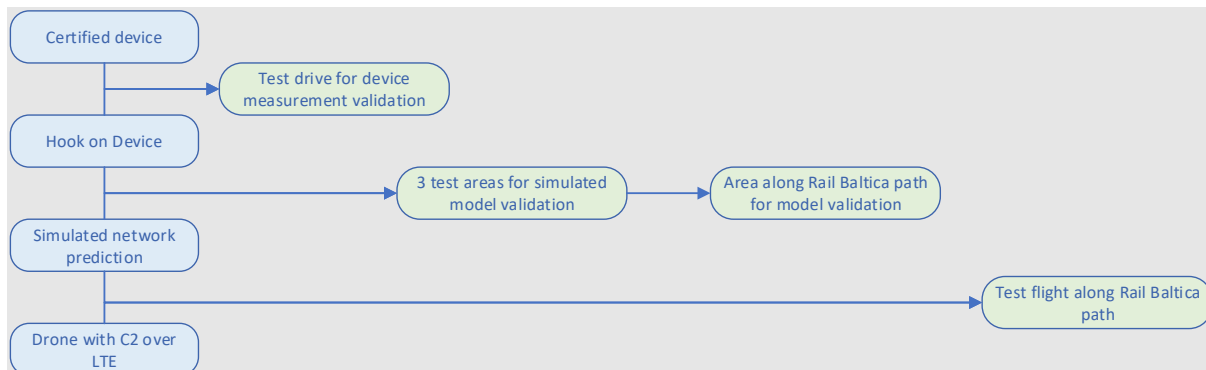 Certified device
Test drive for device
measurement validation
Hook on Device
3 test areas for simulated
model validation
Area along Rail Baltica path
for model validation
Simulated network
prediction
Test flight along Rail Baltica
path
Drone with C2 over
LTE